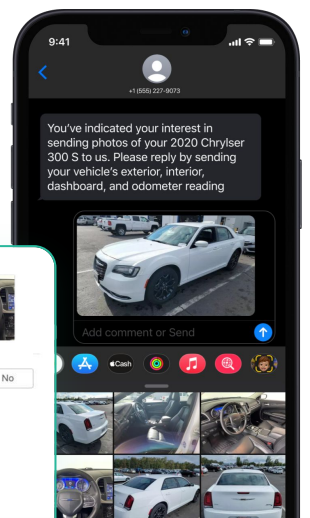 9:41
+1 (555) 227-9073
You've indicated your interest in
sending photos of your 2020 Chrylser
300 S to us. Please reply by sending
your vehicle's exterior, interior,
dashboard, and odometer reading
Add comment or Send
Cash
No